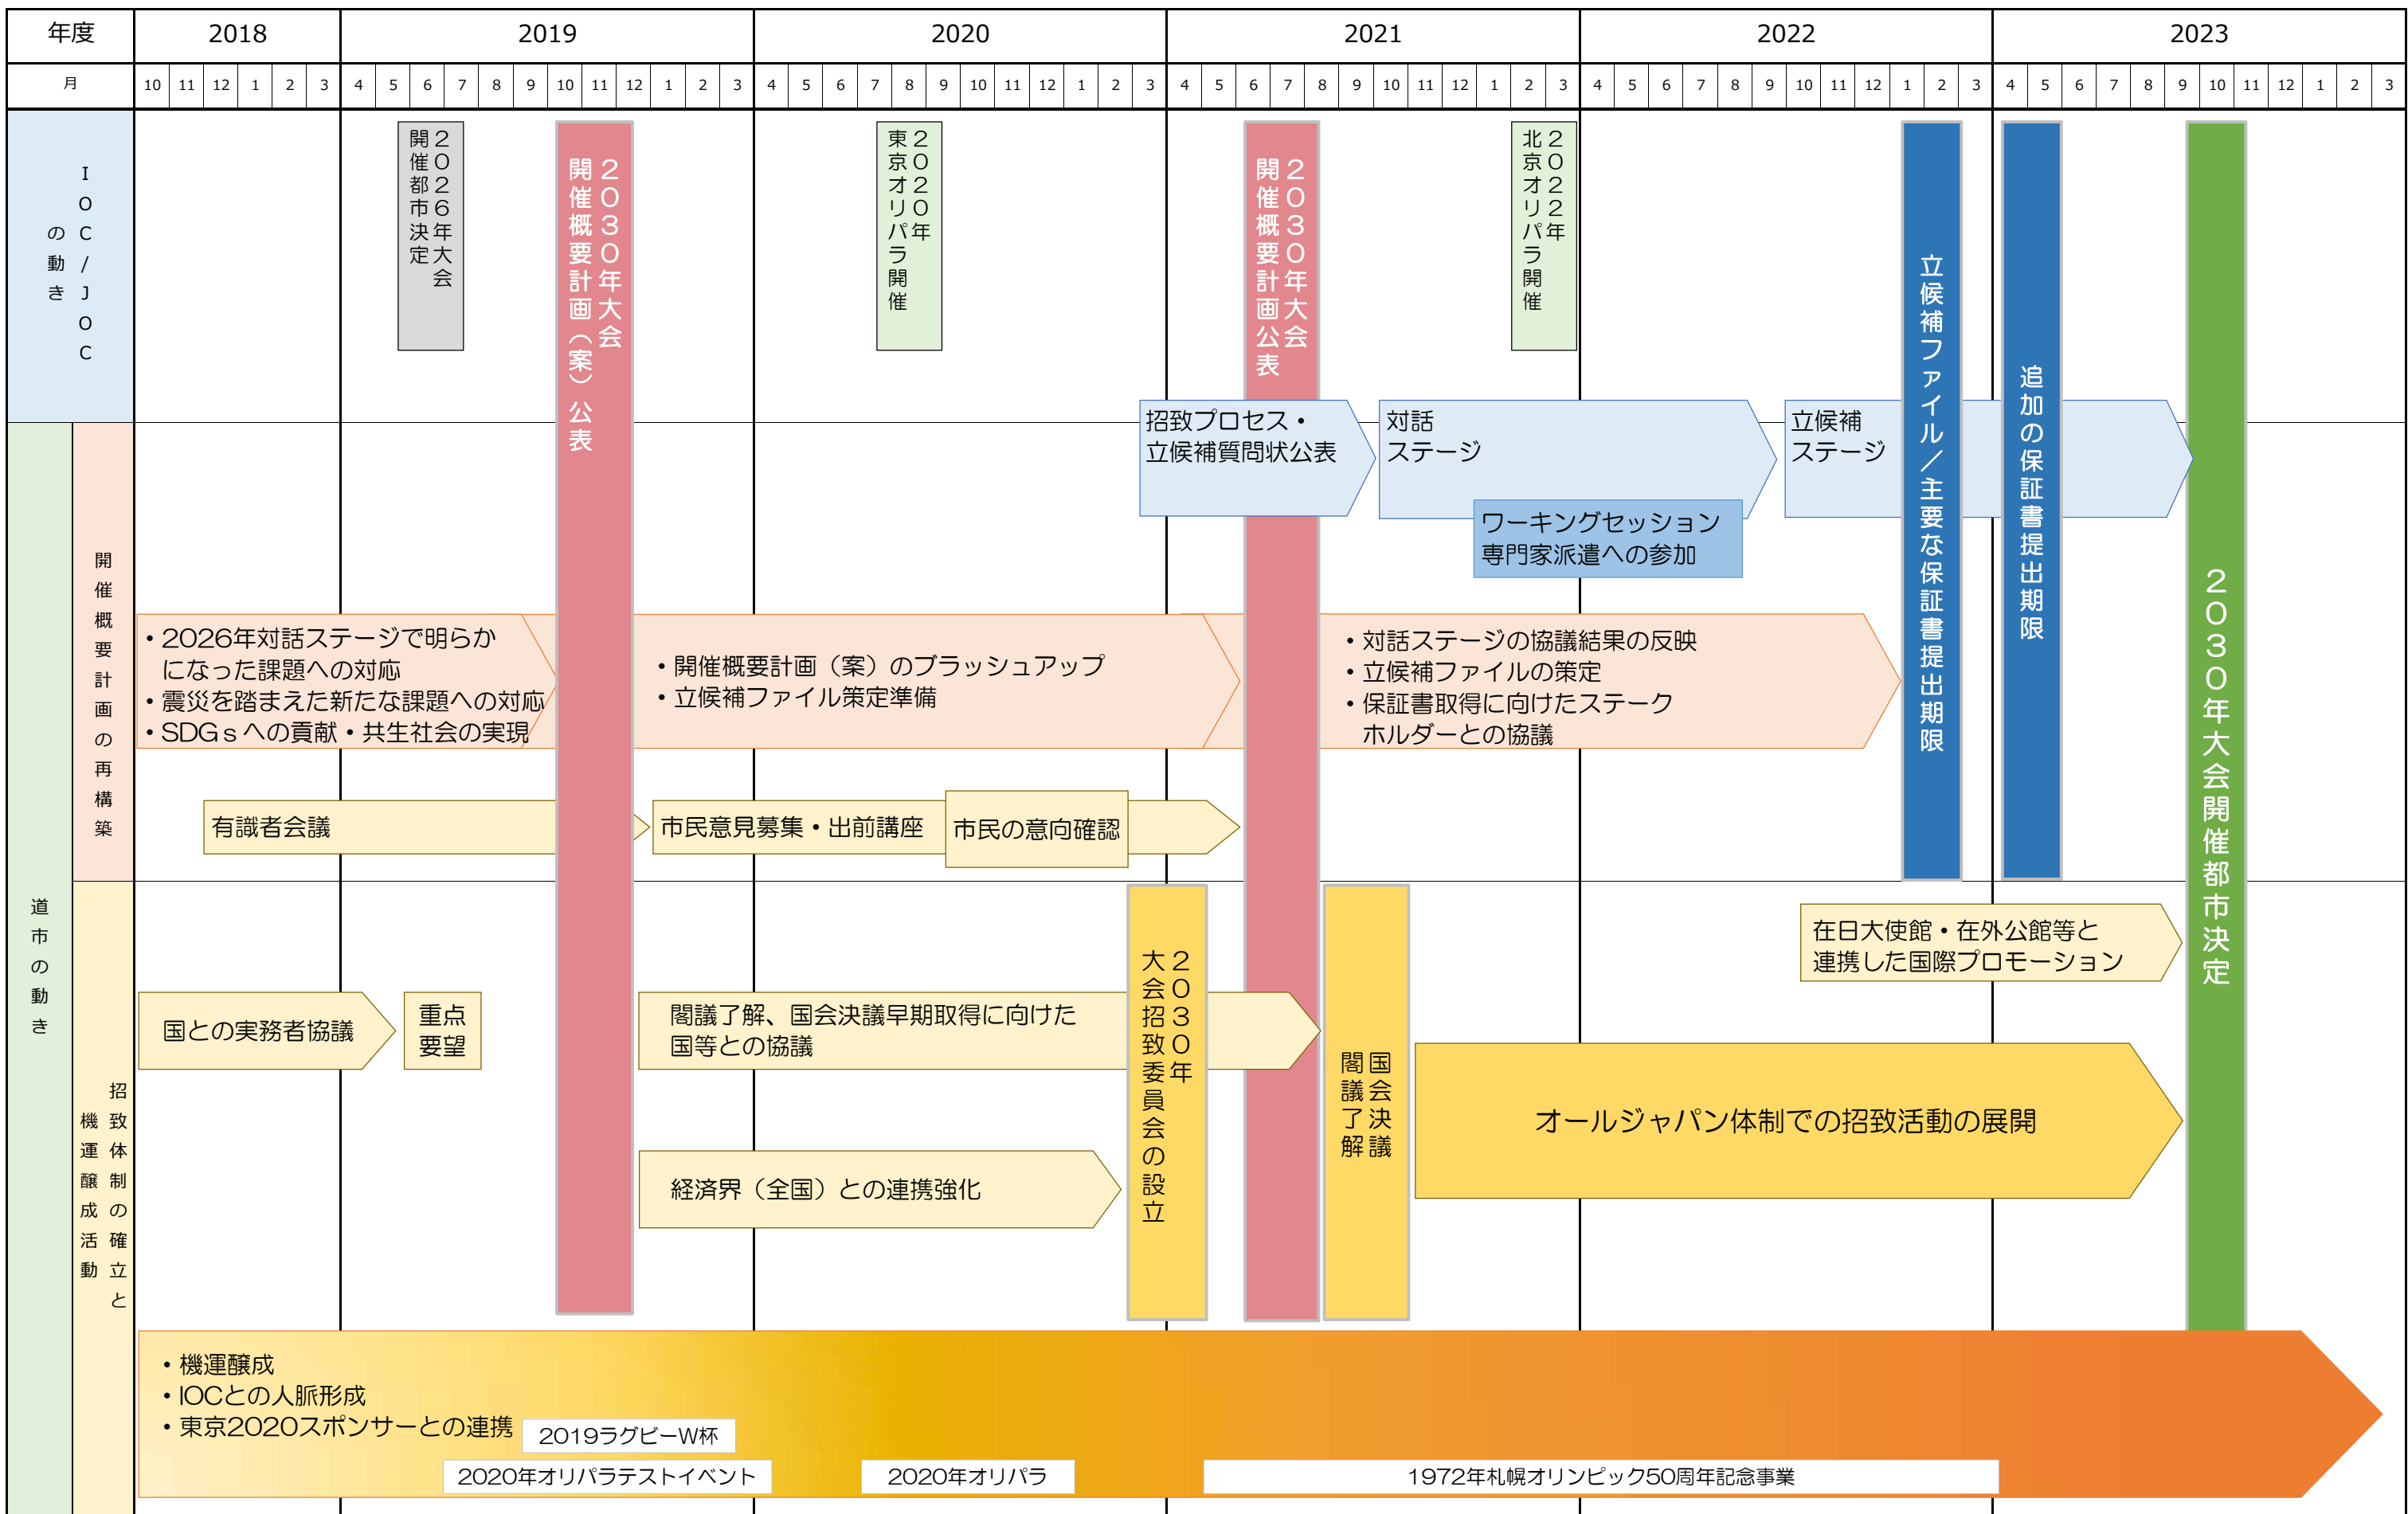 年度 2018 2019 2020 2021 2022 2023
月 10 11 12 1 2 3 4 5 6 7 8 9 10 11 12 1 2 3 4 5 6 7 8 9 10 11 12 1 2 3 4 5 6 7 8 9 10 11 12 1 2 3 4 5 6 7 8 9 10 11 12 1 2 3 4 5 6 7 8 9 10 11 12 1 2 3
IOC/JOC
の動き
2026年大会
開催都市決定
2030年大会
開催概要計画（案）公表
2020年
東京オリパラ開催
2030年大会
開催概要計画公表
2022年
北京オリパラ開催
立候補ファイル／主要な保証書提出期限
追加の保証書提出期限
2030年大会開催都市決定
招致プロセス・
立候補質問状公表
対話
ステージ
立候補
ステージ
ワーキングセッション
専門家派遣への参加
道市の動き
開催概要計画の再構築
・2026年対話ステージで明らか
になった課題への対応
・震災を踏まえた新たな課題への対応
・SDGｓへの貢献・共生社会の実現
・開催概要計画（案）のブラッシュアップ
・立候補ファイル策定準備
・対話ステージの協議結果の反映
・立候補ファイルの策定
・保証書取得に向けたステーク
ホルダーとの協議
有識者会議
市民意見募集・出前講座
市民の意向確認
招致体制の確立と
機運醸成活動
国との実務者協議
重点
要望
閣議了解、国会決議早期取得に向けた
国等との協議
経済界（全国）との連携強化
2030年
大会招致委員会の設立
国会決議
閣議了解
在日大使館・在外公館等と
連携した国際プロモーション
オールジャパン体制での招致活動の展開
・機運醸成
・IOCとの人脈形成
・東京2020スポンサーとの連携
2019ラグビーW杯
2020年オリパラテストイベント
2020年オリパラ
1972年札幌オリンピック50周年記念事業